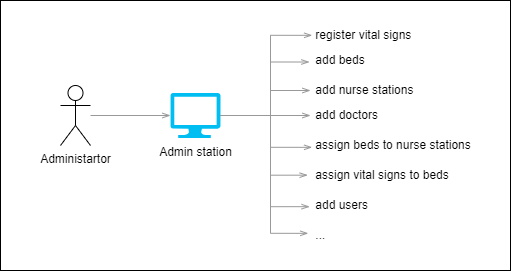 register vital signs
add beds
add nurse stations
add doctors
Administartor
Admin station
assign beds to nurse stations
assign vital signs to beds
add users
...